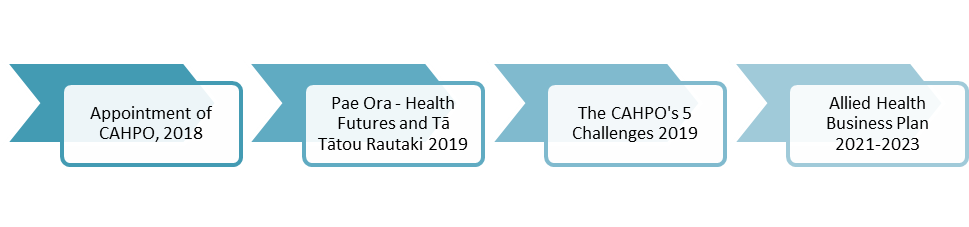 Appointment of
CAHPO, 2018
Pae Ora - Health
Futures and Tā
Tātou Rautaki 2019
The CAHPO's 5
Challenges 2019
Allied Health
Business Plan
2021-2023